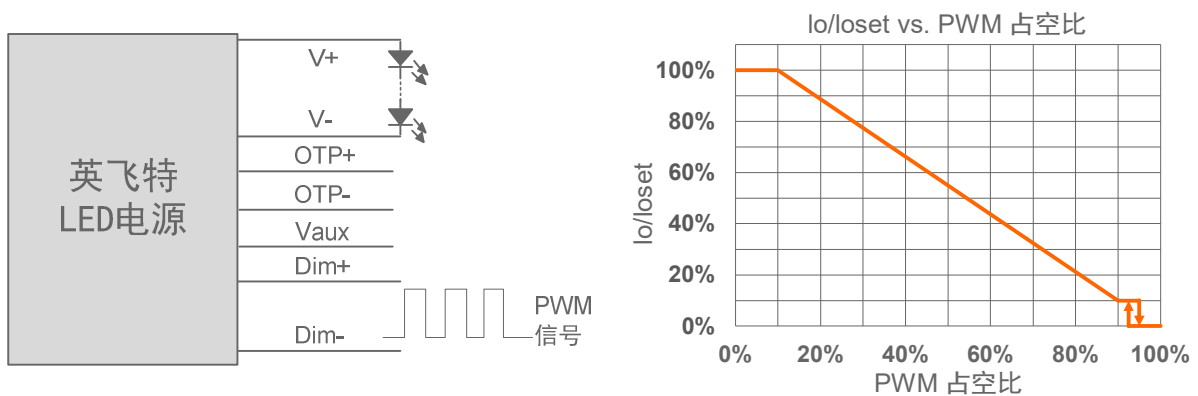 英飞特
LED电源
V+
V-
OTP+
OTP-
Vaux
Dim+
Dim-
PWM
信号
Io/Ioset vs. PWM 占空比
Io/Ioset
100%
80%
60%
40%
20%
0%
0% 20% 40% 60% 80% 100%
PWM 占空比